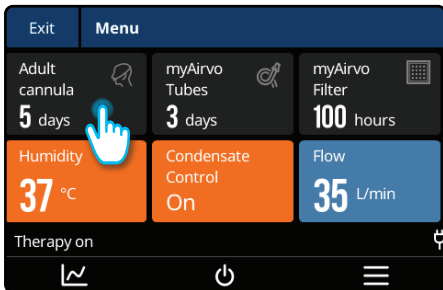 Exit Menu
Adult
cannula
5 days
myAirvo
Tubes
3 days
myAirvo
Filter
100 hours
Humidity
37 °C
Condensate
Control
On
Flow
35 L/min
Therapy on